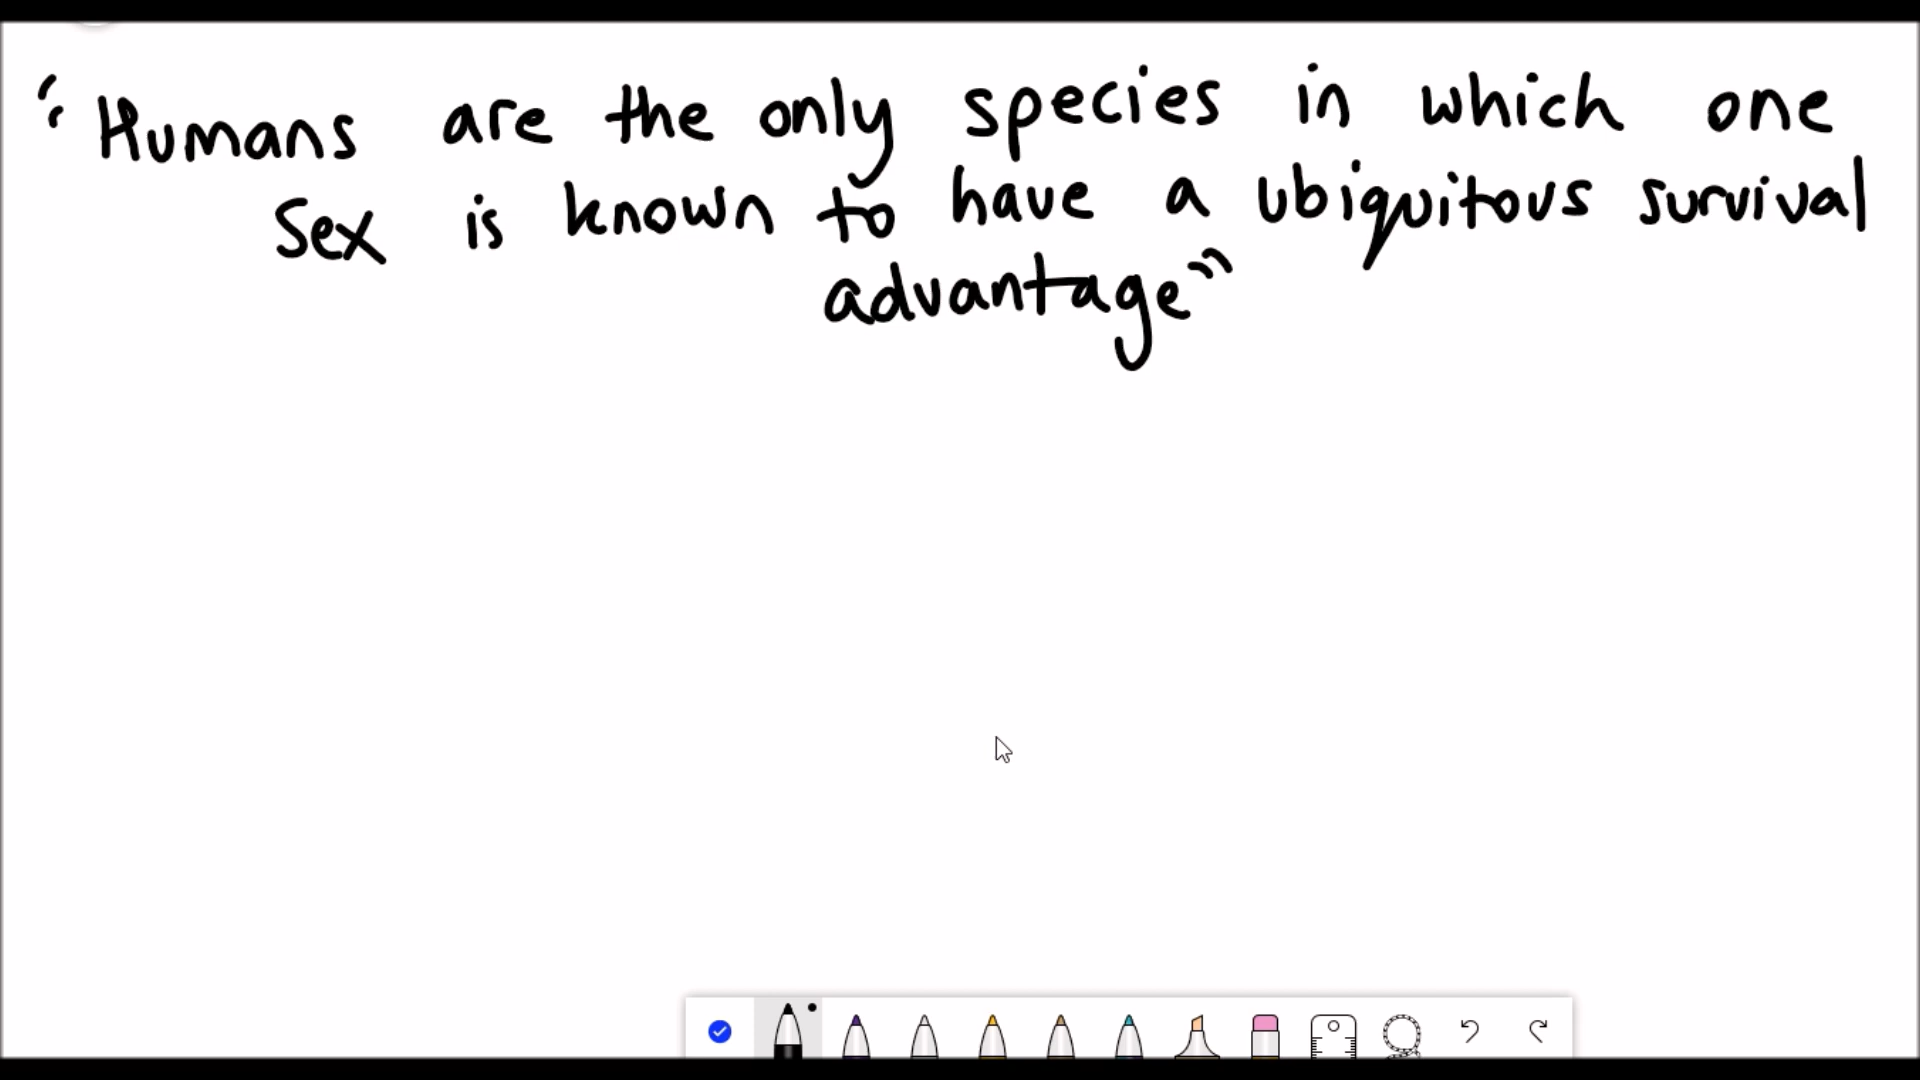 “Humans are the only species in which one
Sex is known to have a ubiquitous survival
advantage”